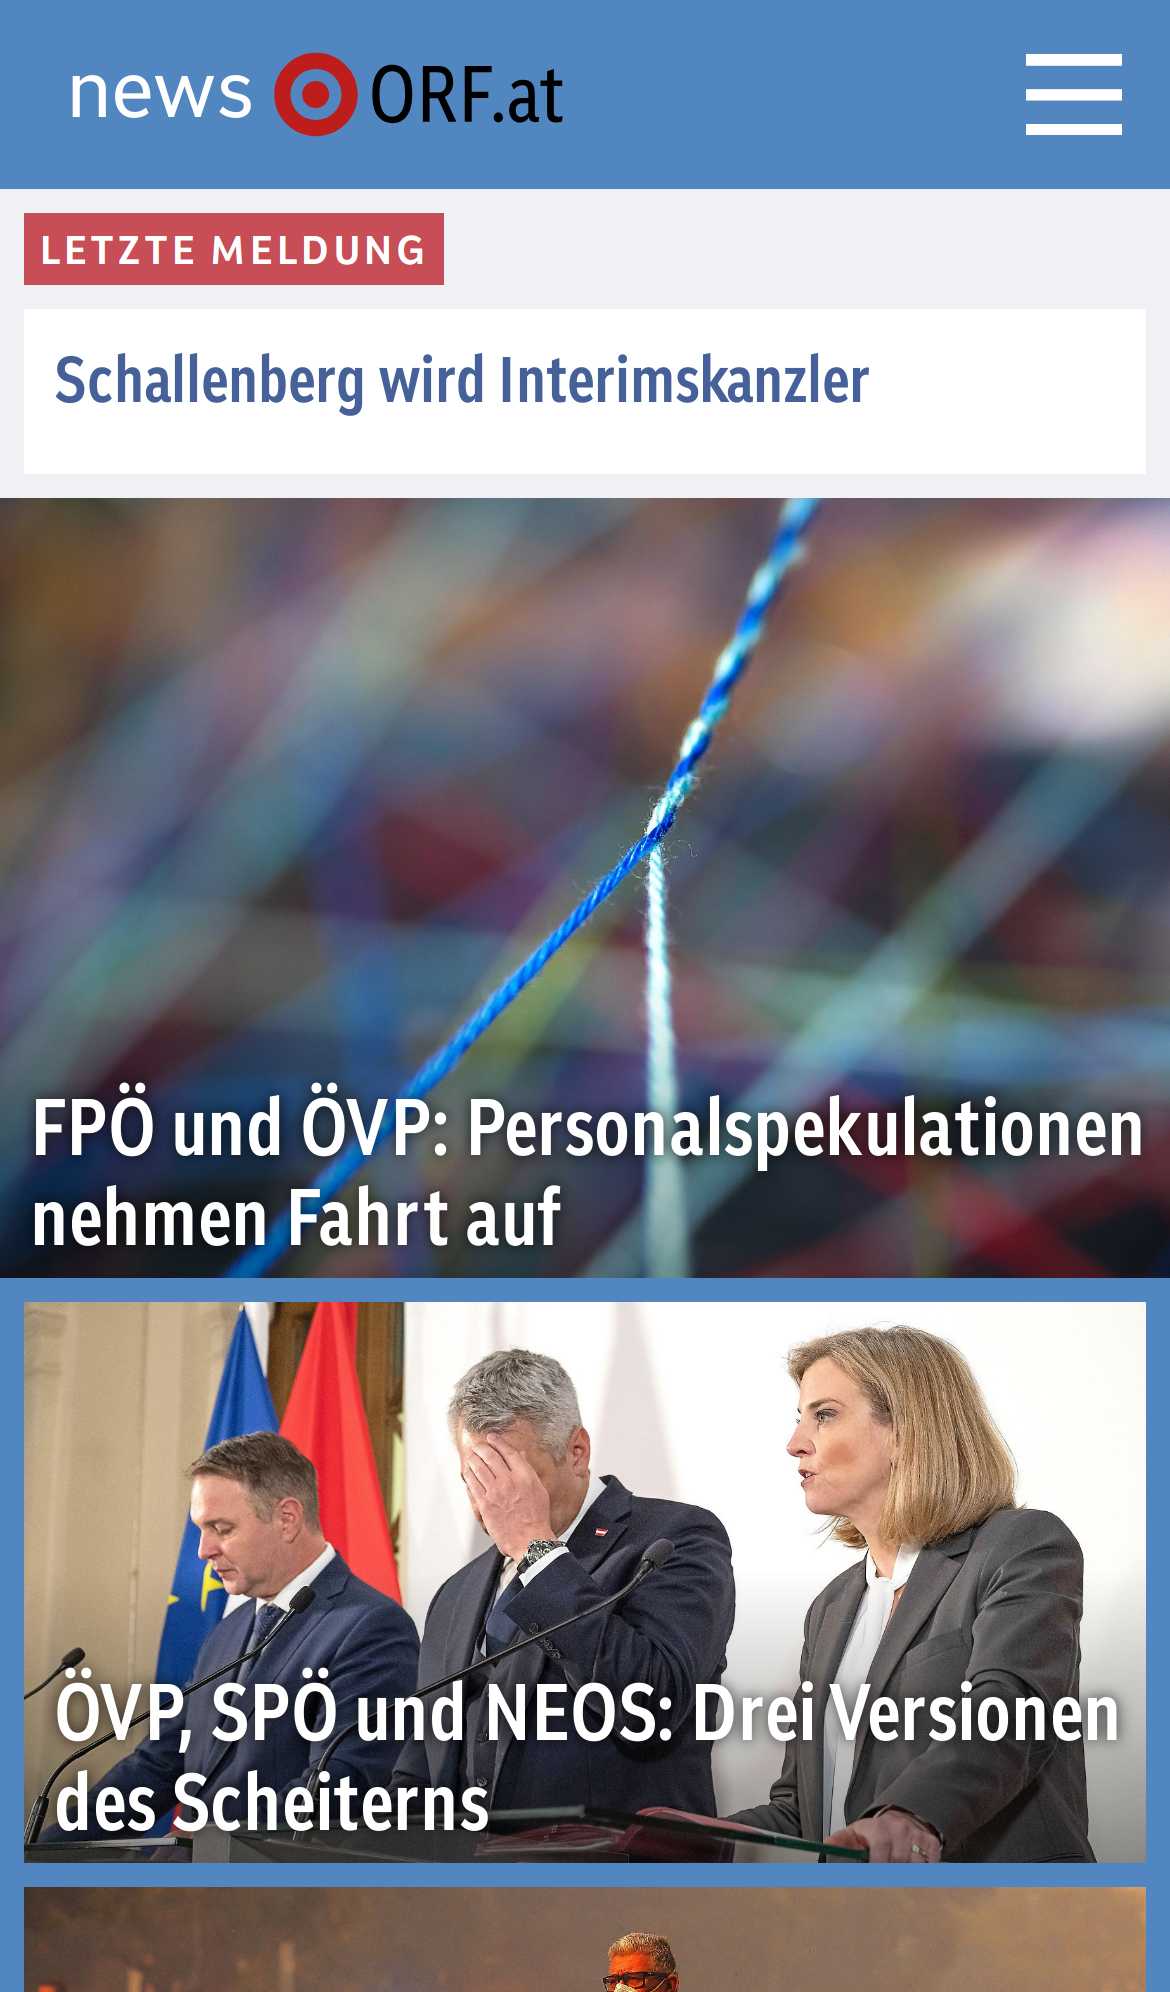 news ORF.at
LETZTE MELDUNG
Schallenberg wird Interimskanzler
FPÖ und ÖVP: Personalspekulationen
nehmen Fahrt auf
ÖVP, SPÖ und NEOS: Drei Versionen
des Scheiterns